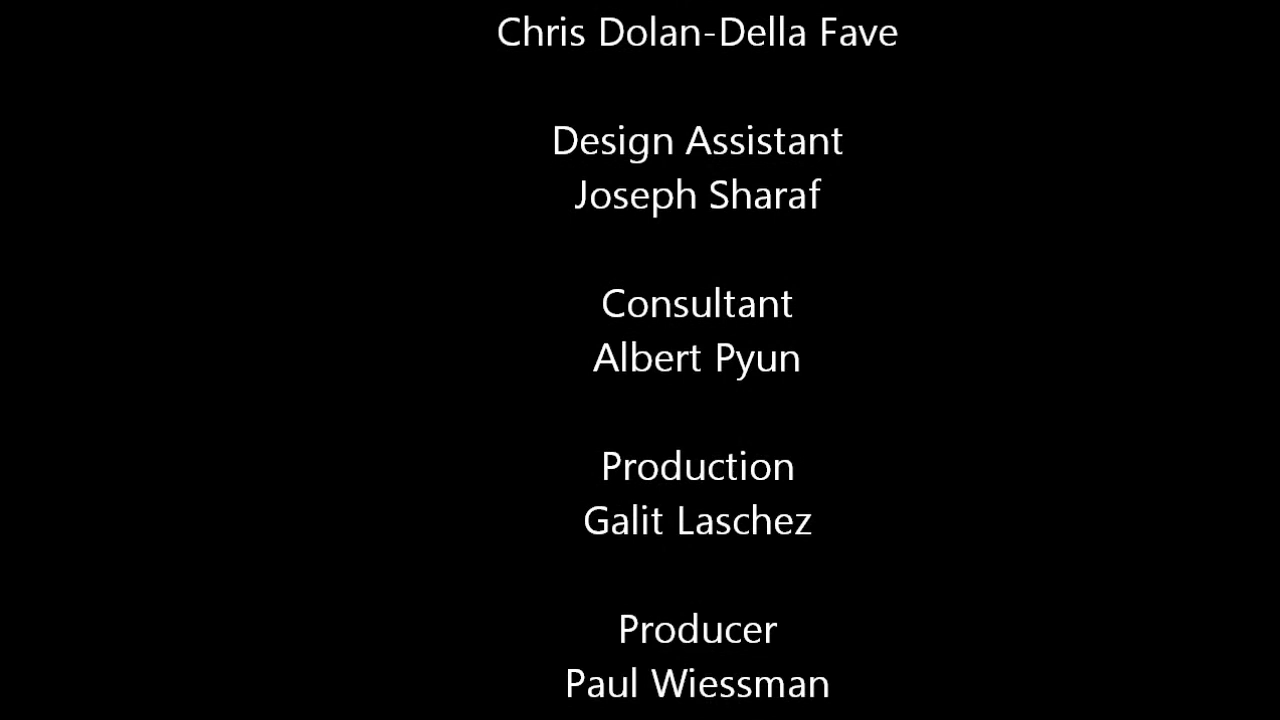 Chris Dolan-Della Fave
Design Assistant
Joseph Sharaf
Consultant
Albert Pyun
Production
Galit Laschez
Producer
Paul Wiessman